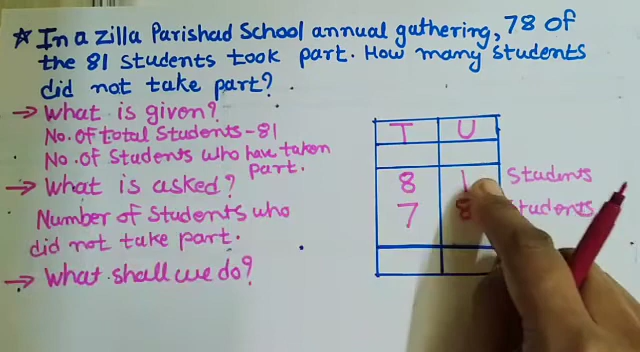 ☆ In a zilla Parishad School annual gathering, 78 of
the 81 students took part. How many students
did not take part?
→ What is given?
No. of total Students - 81
No of Students who have taken
part.
→ What is asked?
Number of Students who
did not take part.
→ What shall we do?
T U
8 1 Students
7 8 Students